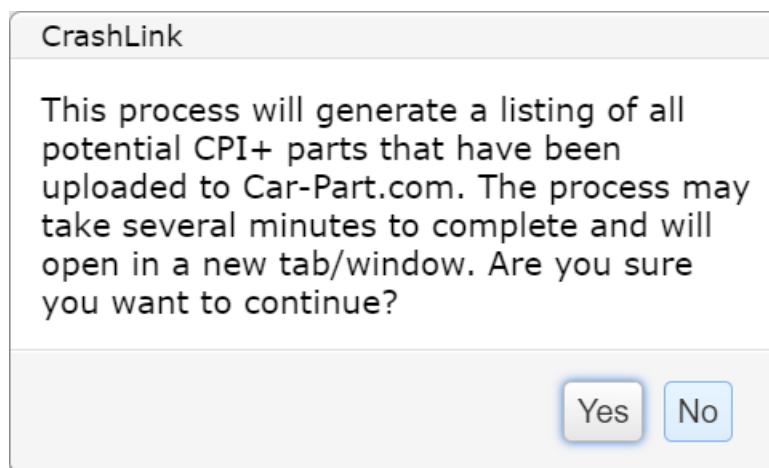 CrashLink
This process will generate a listing of all
potential CPI+ parts that have been
uploaded to Car-Part.com. The process may
take several minutes to complete and will
open in a new tab/window. Are you sure
you want to continue?
Yes No